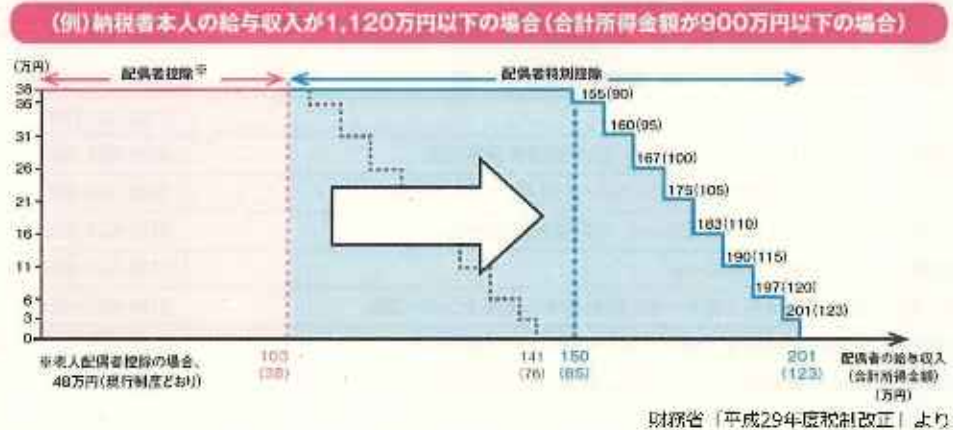 (例)納税者本人の給与収入が1,120万円以下の場合(合計所得金額が900万円以下の場合)
(万円)
配偶者控除※
配偶者特別控除
38
36
31
26
21
16
11
6
3
0
155(90)
160(95)
167(100)
175(105)
183(110)
190(115)
197(120)
201(123)
※老人配偶者控除の場合、
48万円(現行制度どおり)
103
(38)
141
(76)
150
(85)
201
(123)
配偶者の給与収入
(合計所得金額)
(万円)
財務省「平成29年度税制改正」より